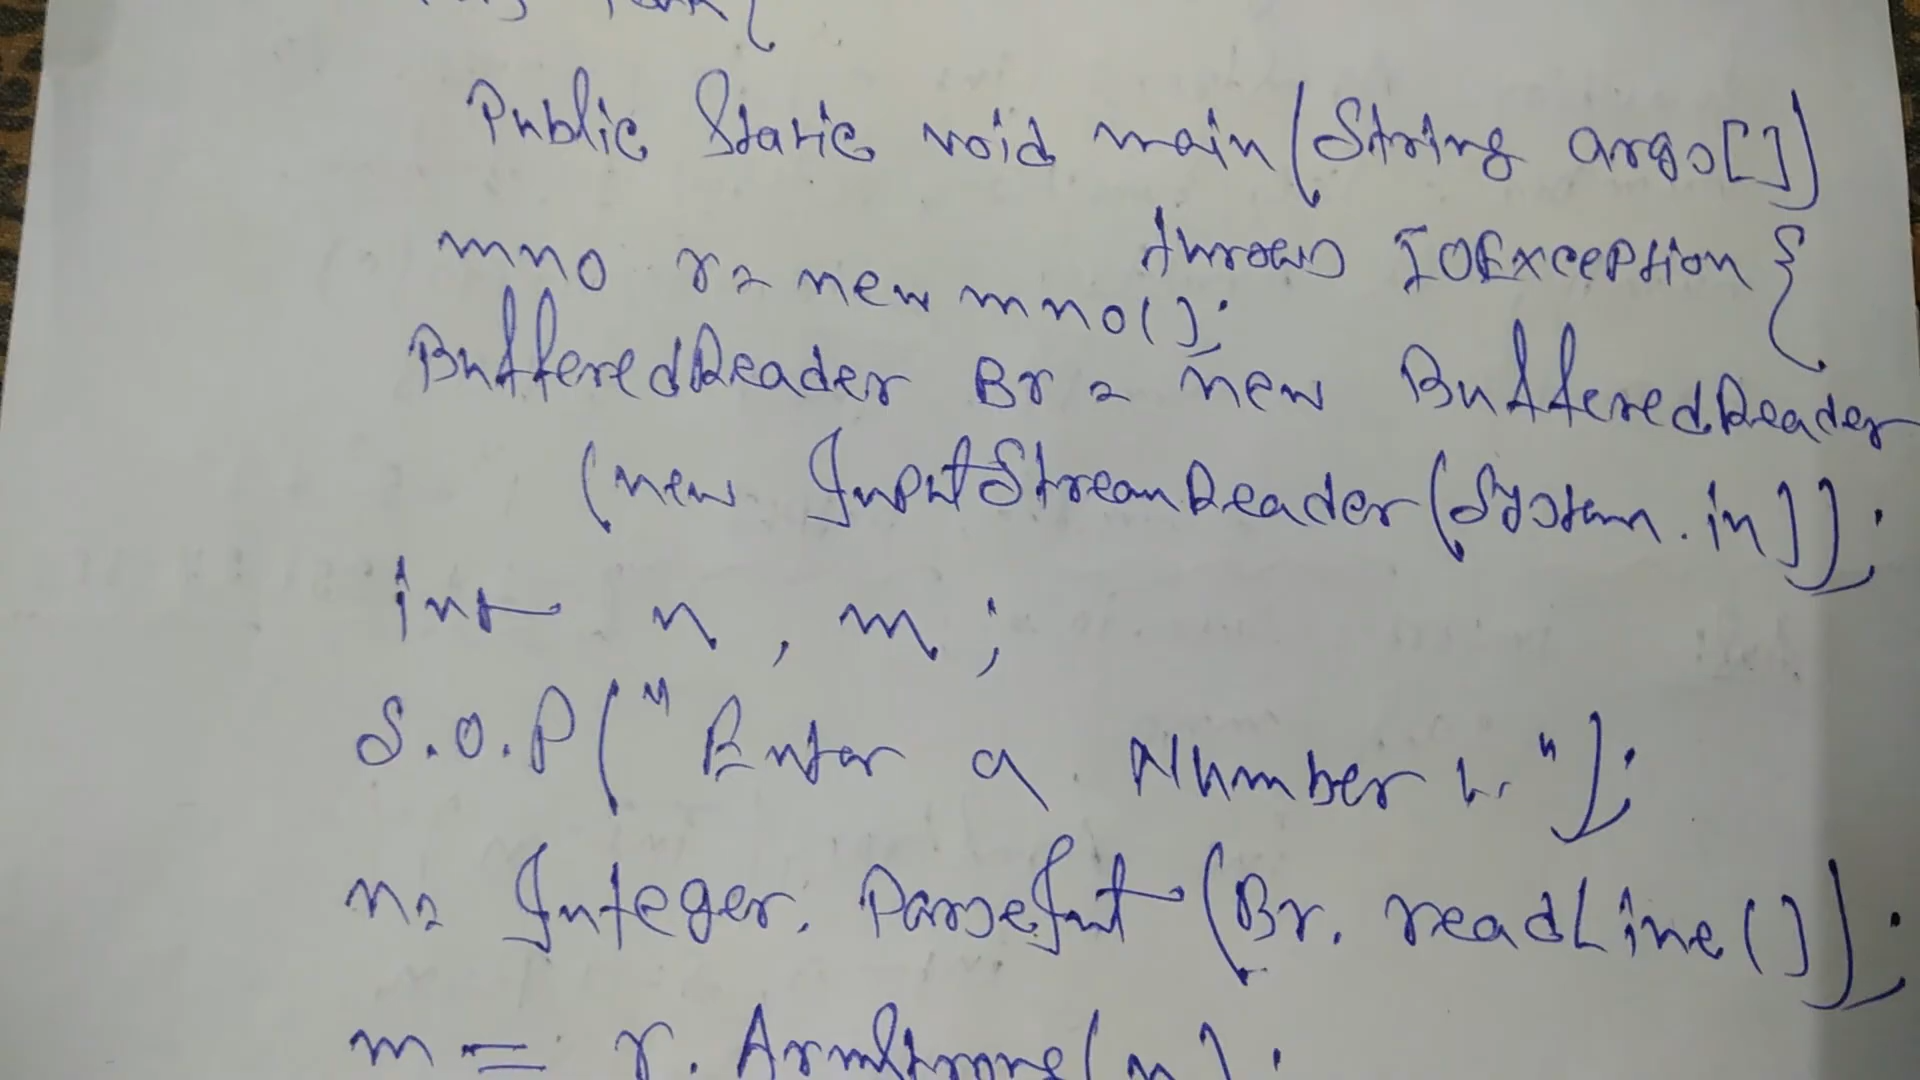 Public Static void main(String args[])
throws IOException {
mno r= new mno();
BufferedReader Br = new BufferedReader
(new InputStreamReader(System.in));
int n, m;
S.O.P("Enter a Number :-");
n= Integer.ParseInt(Br.readLine());
m = r.Armstrong(n);